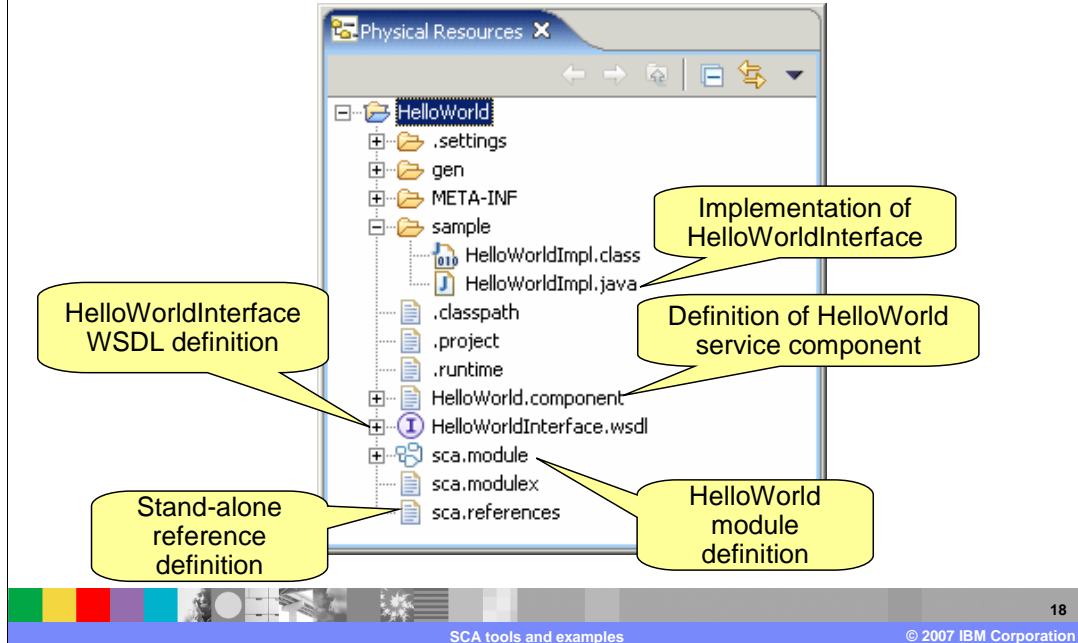 Physical Resources
HelloWorld
.settings
gen
META-INF
sample
HelloWorldImpl.class
HelloWorldImpl.java
.classpath
.project
.runtime
HelloWorld.component
HelloWorldInterface.wsdl
sca.module
sca.modulex
sca.references
Implementation of
HelloWorldInterface
HelloWorldInterface
WSDL definition
Definition of HelloWorld
service component
Stand-alone
reference
definition
HelloWorld
module
definition
18
SCA tools and examples
© 2007 IBM Corporation